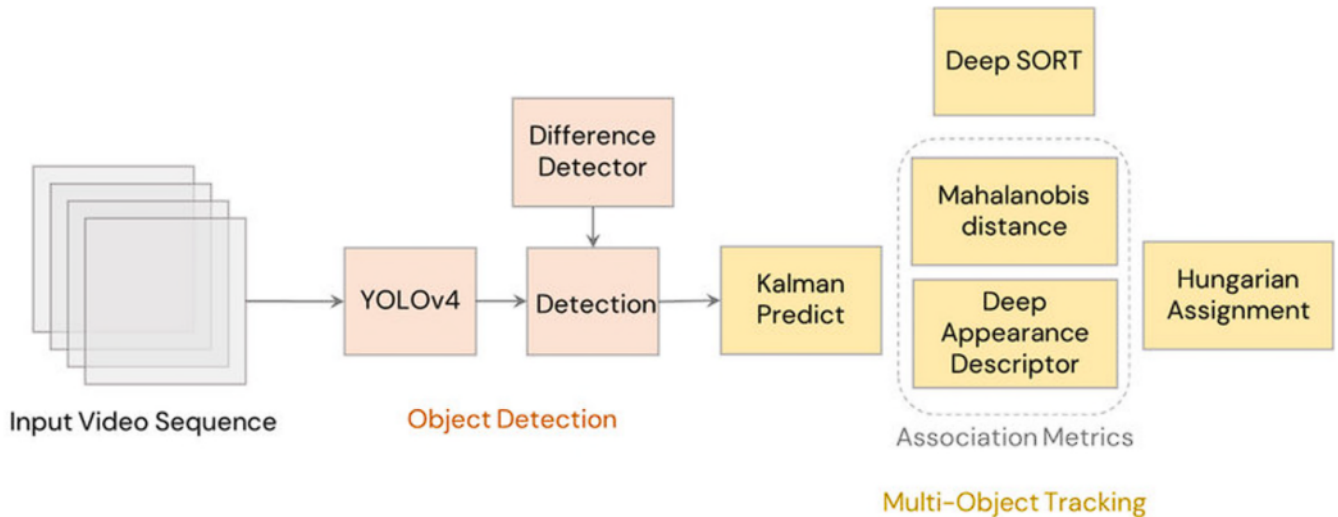 Deep SORT
Difference
Detector
Mahalanobis
distance
YOLOv4
Detection
Kalman
Predict
Deep
Appearance
Descriptor
Hungarian
Assignment
Input Video Sequence
Object Detection
Association Metrics
Multi-Object Tracking